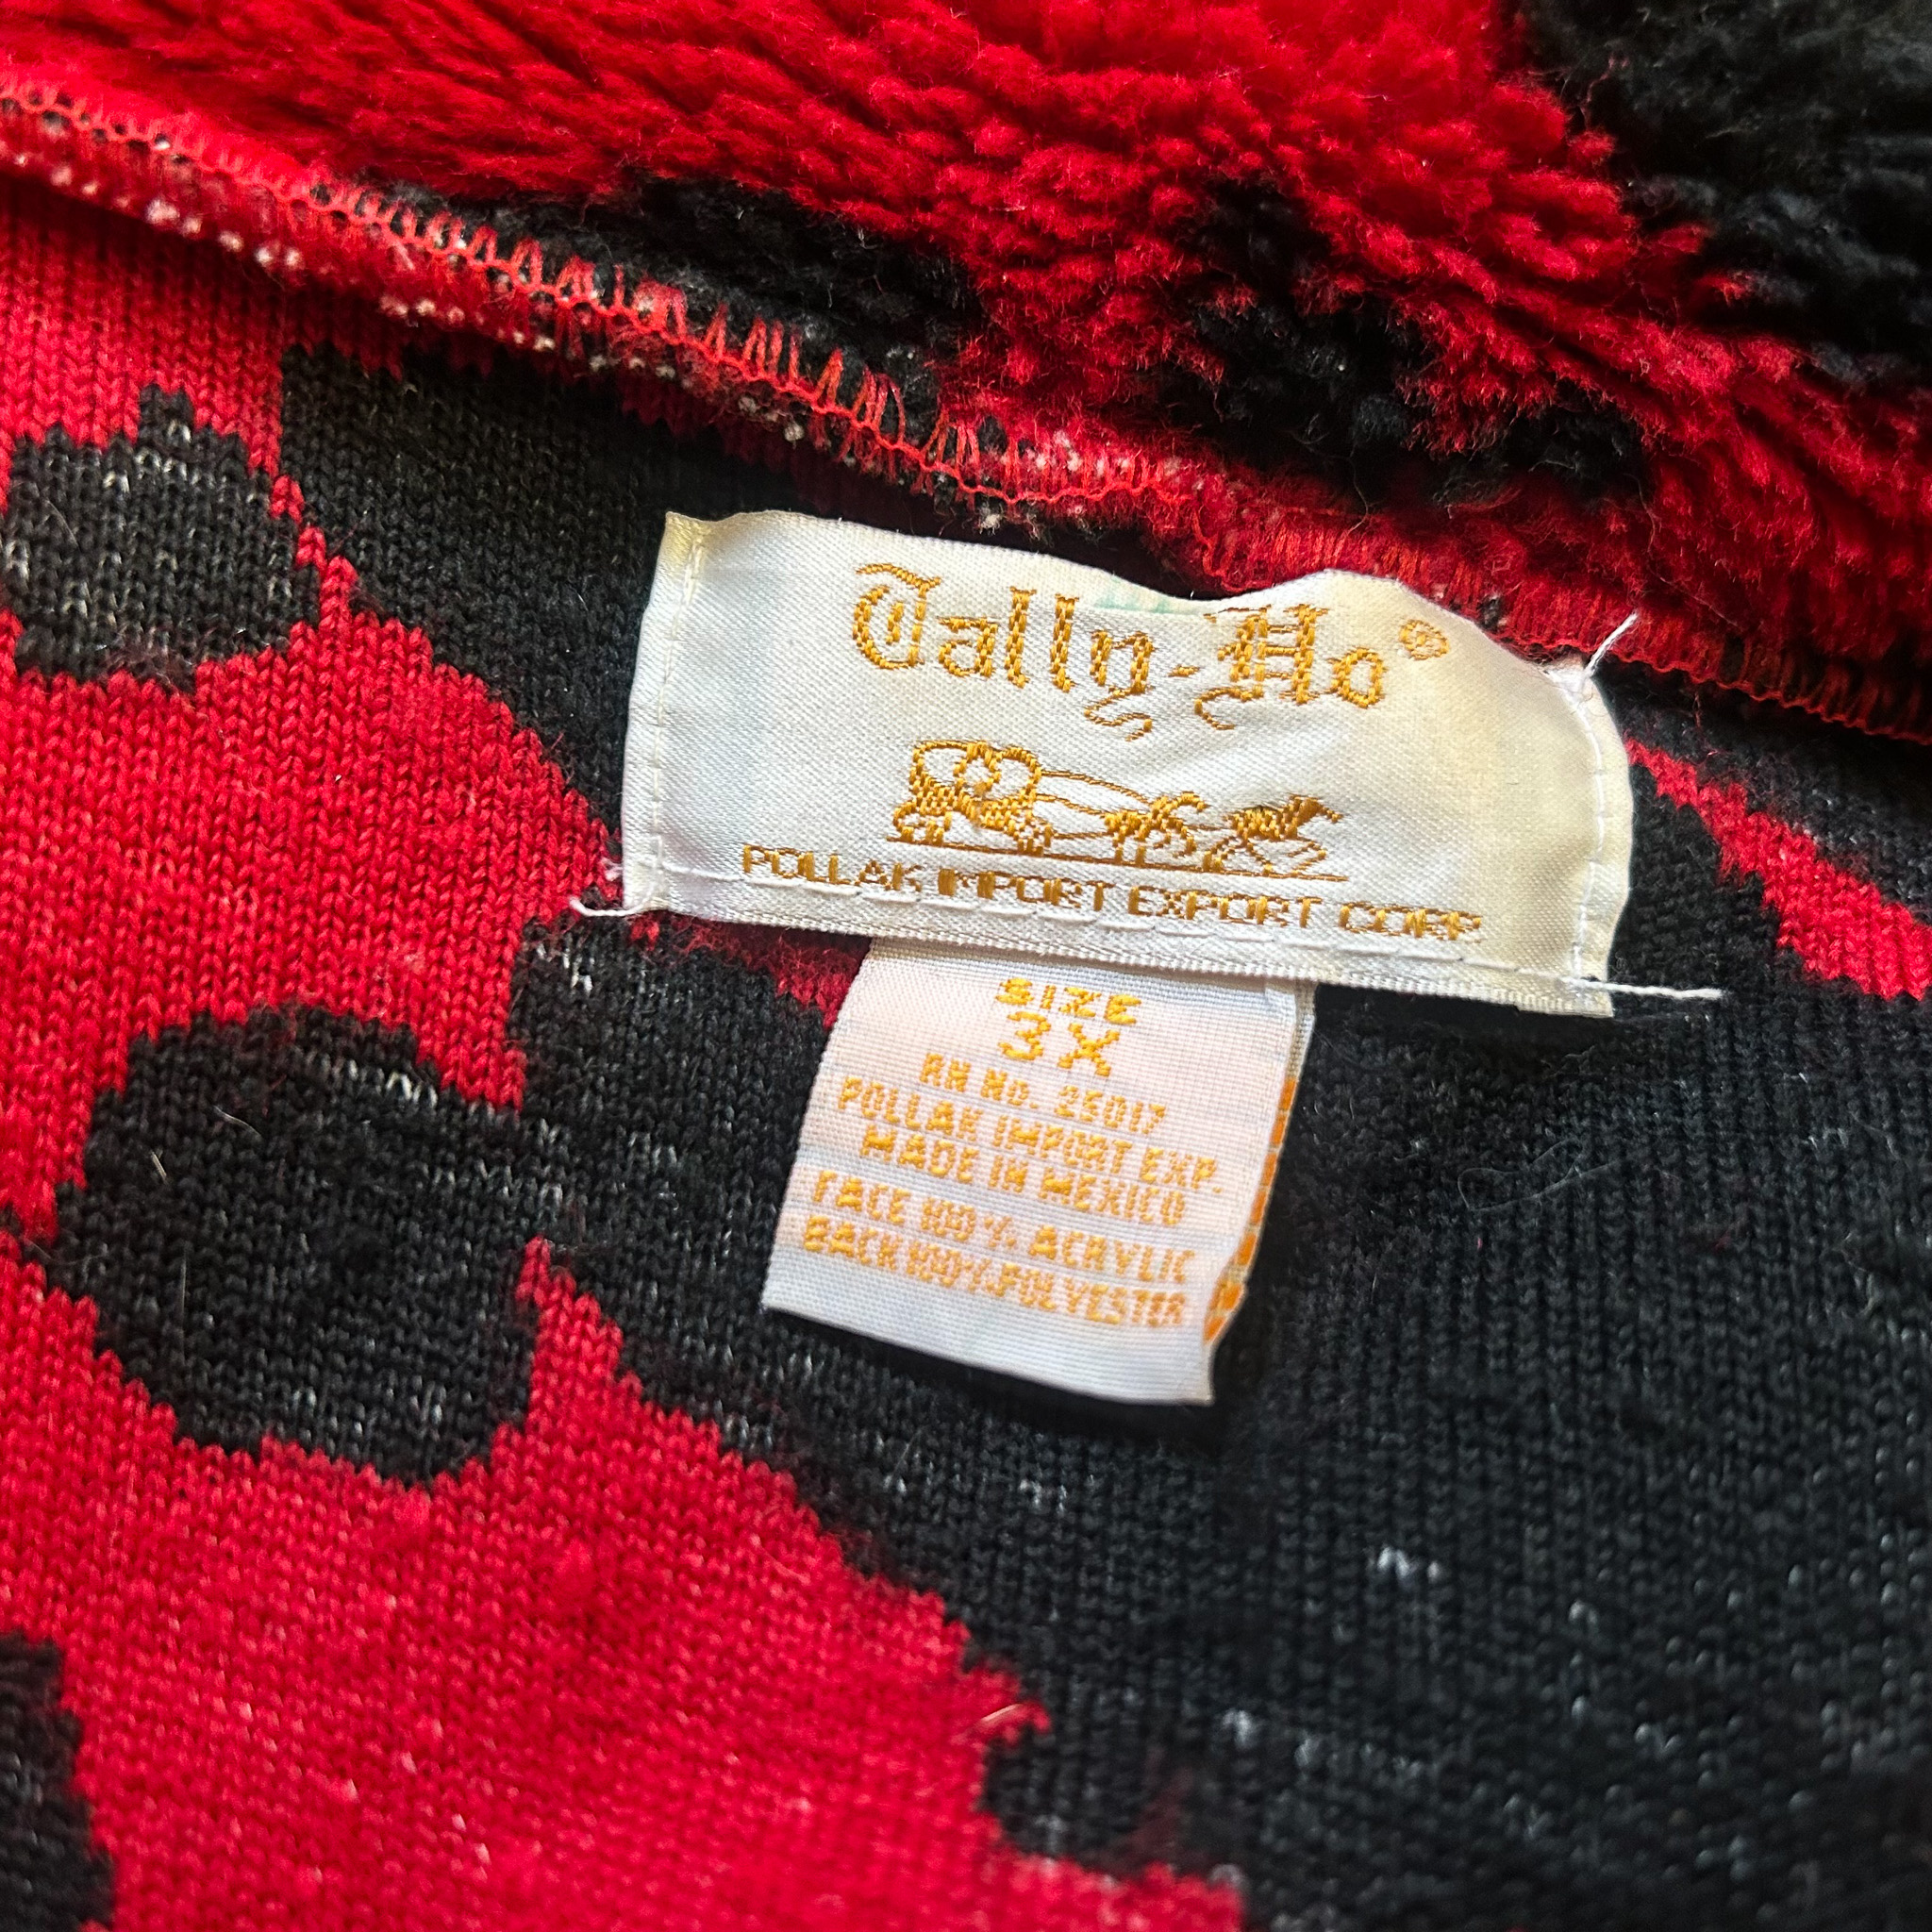 Tally-Ho®
POLLAK IMPORT EXPORT CORP.
SIZE
3X
RN NO. 25017
POLLAK IMPORT EXP.
MADE IN MEXICO
FACE 100% ACRYLIC
BACK 100% POLYESTER